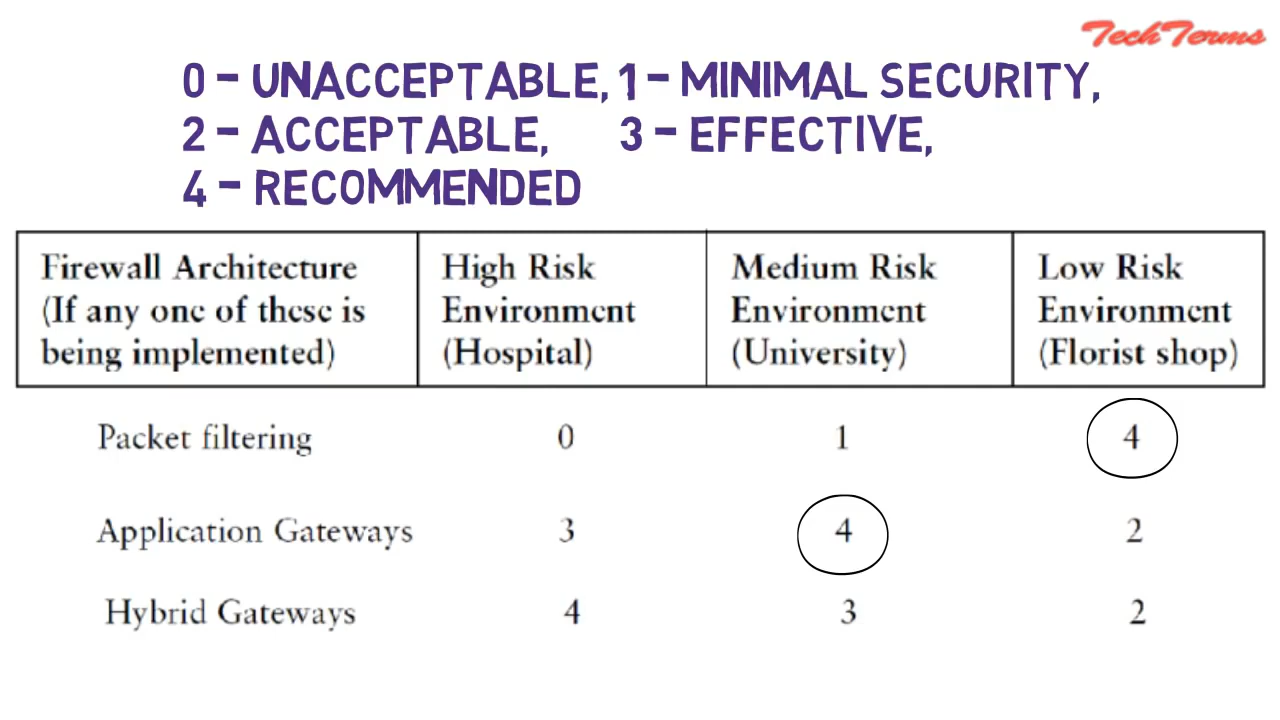 TechTerms
0 - UNACCEPTABLE, 1 - MINIMAL SECURITY,
2 - ACCEPTABLE, 3 - EFFECTIVE,
4 - RECOMMENDED
Firewall Architecture (If any one of these is being implemented)
High Risk Environment (Hospital)
Medium Risk Environment (University)
Low Risk Environment (Florist shop)
Packet filtering 0 1 4
Application Gateways 3 4 2
Hybrid Gateways 4 3 2